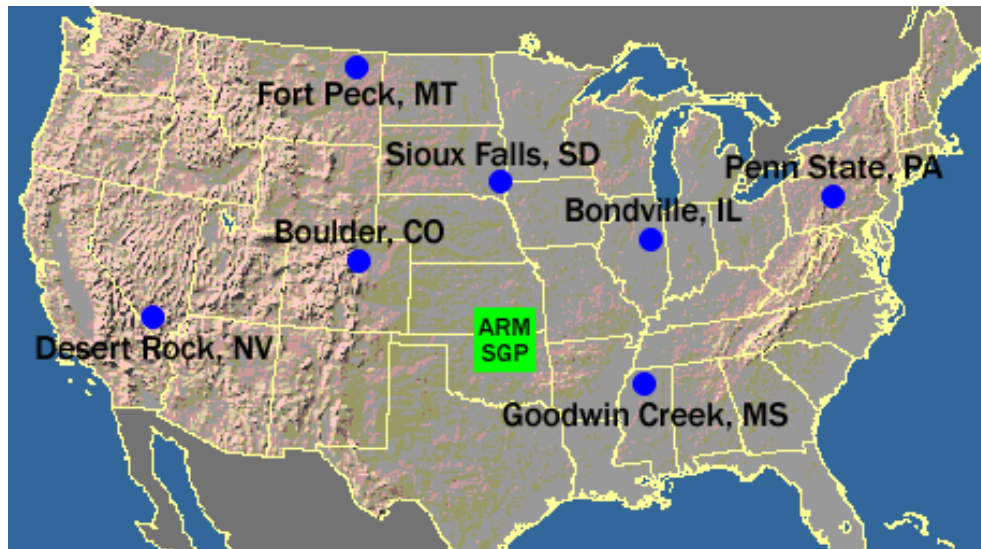 Fort Peck, MT
Sioux Falls, SD
Penn State, PA
Bondville, IL
Boulder, CO
ARM
SGP
Desert Rock, NV
Goodwin Creek, MS